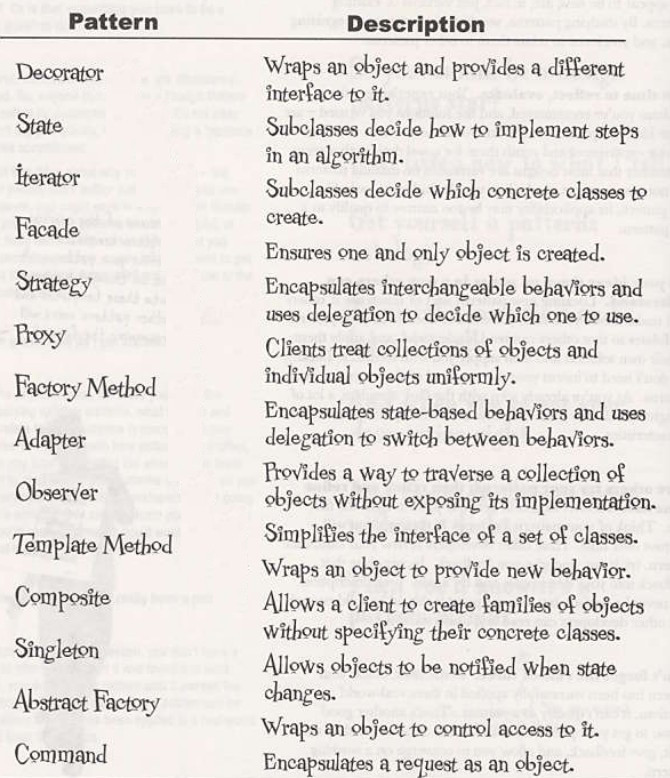 Pattern Description
Decorator
Wraps an object and provides a different
interface to it.
State
Subclasses decide how to implement steps
in an algorithm.
Iterator
Subclasses decide which concrete classes to
create.
Facade
Ensures one and only object is created.
Strategy
Encapsulates interchangeable behaviors and
uses delegation to decide which one to use.
Proxy
Clients treat collections of objects and
individual objects uniformly.
Factory Method
Encapsulates state-based behaviors and uses
delegation to switch between behaviors.
Adapter
Provides a way to traverse a collection of
objects without exposing its implementation.
Observer
Simplifies the interface of a set of classes.
Template Method
Wraps an object to provide new behavior.
Composite
Allows a client to create families of objects
without specifying their concrete classes.
Singleton
Allows objects to be notified when state
changes.
Abstract Factory
Wraps an object to control access to it.
Command
Encapsulates a request as an object.